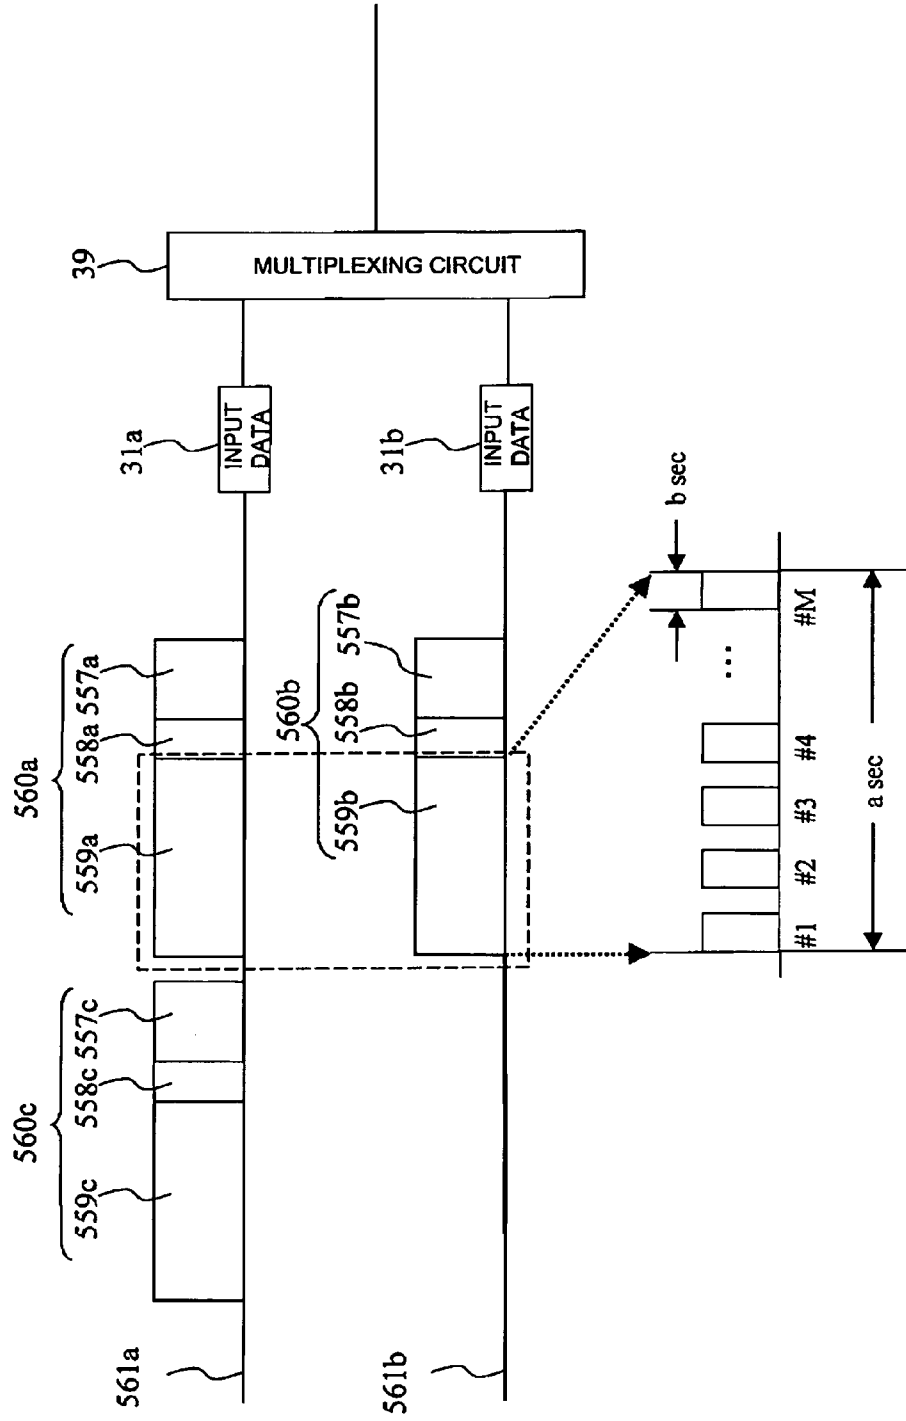 39
MULTIPLEXING CIRCUIT
31a
INPUT
DATA
31b
INPUT
DATA
560c
559c
558c
557c
560a
559a
558a
557a
560b
559b
558b
557b
561a
561b
b sec
#1
#2
#3
#4
...
#M
a sec